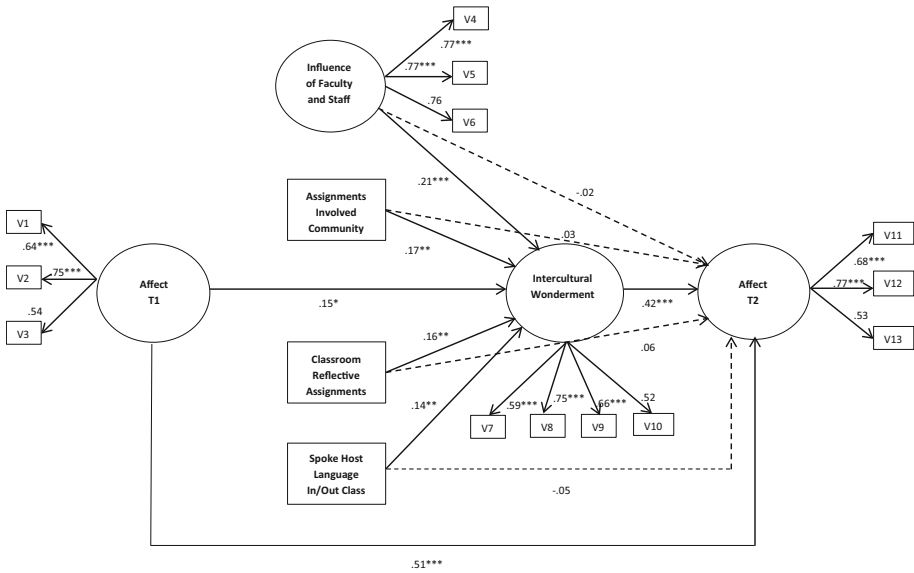 V4
.77***
Influence
of Faculty
and Staff
.77***
V5
.76
V6
-.02
.21***
Assignments
Involved
Community
.03
.17**
V1
.64***
V2
.75***
.54
V3
Affect
T1
.15*
Intercultural
Wonderment
.42***
Affect
T2
V11
.68***
.77***
V12
.53
V13
.16**
.06
Classroom
Reflective
Assignments
.14**
.59***
.75***
.66***
.52
V7
V8
V9
V10
Spoke Host
Language
In/Out Class
-.05
.51***